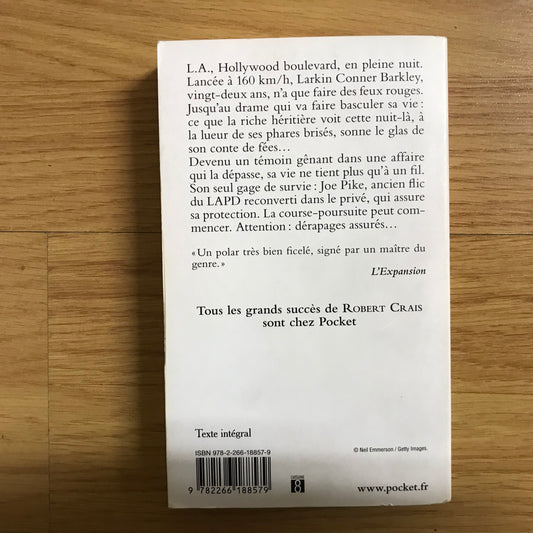 L.A., Hollywood boulevard, en pleine nuit.
Lancée à 160 km/h, Larkin Conner Barkley,
vingt-deux ans, n'a que faire des feux rouges.
Jusqu'au drame qui va faire basculer sa vie :
ce que la riche héritière voit cette nuit-là, à
la lueur de ses phares brisés, sonne le glas de
son conte de fées...
Devenu un témoin gênant dans une affaire
qui la dépasse, sa vie ne tient plus qu'à un fil.
Son seul gage de survie : Joe Pike, ancien flic
du LAPD reconverti dans le privé, qui assure
sa protection. La course-poursuite peut com-
mencer. Attention : dérapages assurés...
« Un polar très bien ficelé, signé par un maître du
genre. »
L'Expansion
Tous les grands succès de ROBERT CRAIS
sont chez Pocket
Texte intégral
© Neil Emmerson / Getty Images.
ISBN 978-2-266-18857-9
9 782266 188579
8
www.pocket.fr